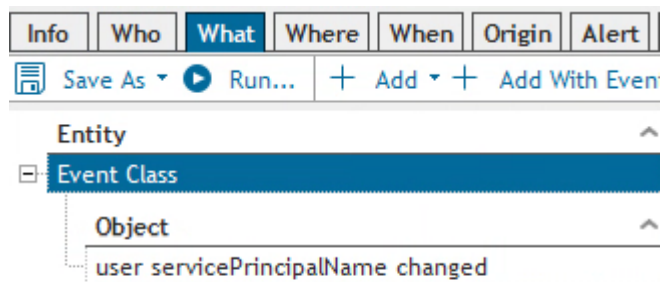 Info Who What Where When Origin Alert
Save As Run... Add Add With Event
Entity
Event Class
Object
user servicePrincipalName changed